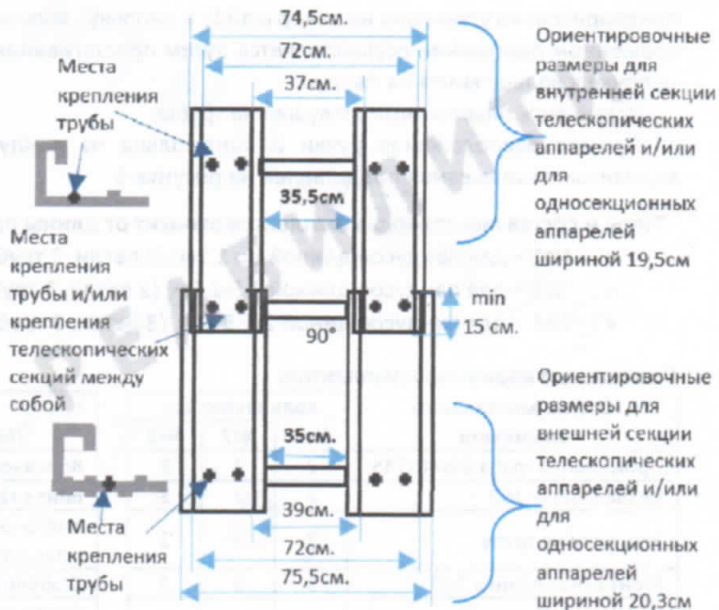 74,5см.
72см.
37см.
35,5см
Места
крепления
трубы
Места
крепления
трубы и/или
крепления
телескопических
секций между
собой
Места
крепления
трубы
min
15 см.
90°
35см.
39см.
72см.
75,5см.
Ориентировочные
размеры для
внутренней секции
телескопических
аппарелей и/или
для
односекционных
аппарелей
шириной 19,5см
Ориентировочные
размеры для
внешней секции
телескопических
аппарелей и/или
для
односекционных
аппарелей
шириной 20,3см
РЕАБИЛИТИ